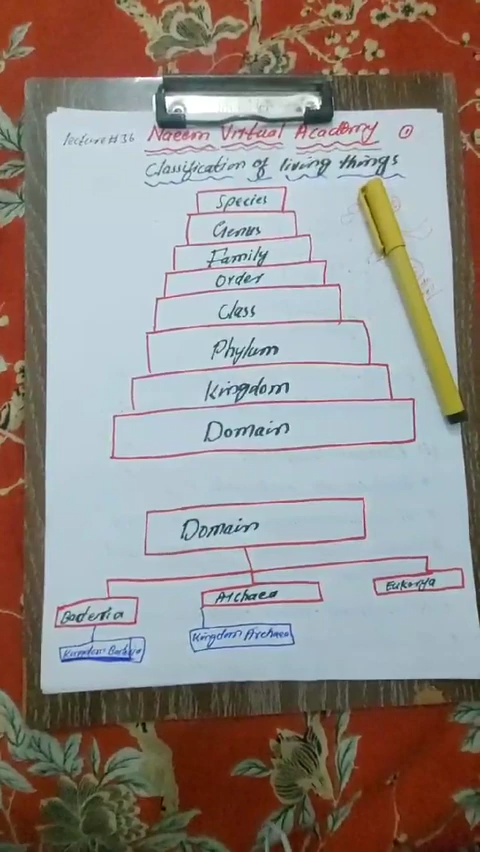 Lecture #36 Naeem Virtual Academy 1
Classification of living things
Species
Genus
Family
Order
Class
Phylum
Kingdom
Domain
Domain
Bacteria Archaea Eukarya
Kingdom Bacteria Kingdom Archaea